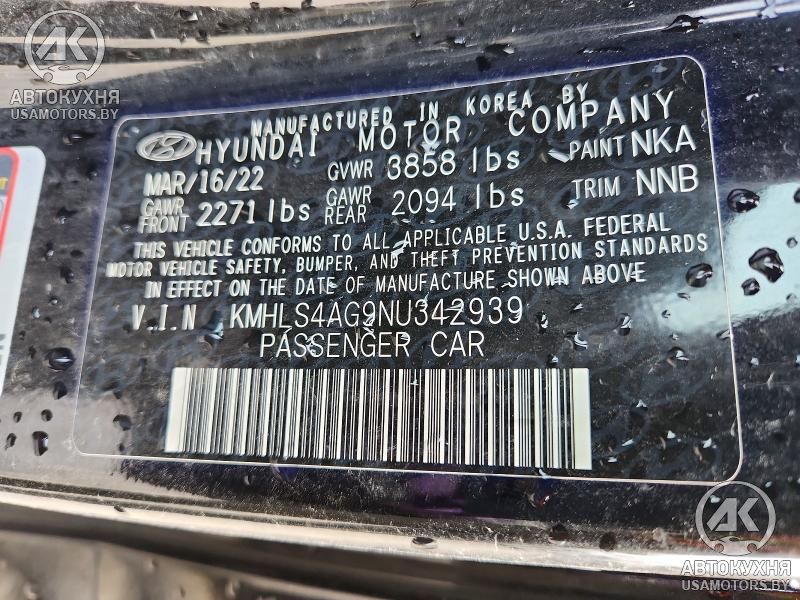 AK
АВТОКУХНЯ
USAMOTORS.BY
MANUFACTURED IN KOREA BY
HYUNDAI MOTOR COMPANY
MAR/16/22 GVWR 3858 lbs PAINT NKA
GAWR FRONT 2271 lbs GAWR REAR 2094 lbs TRIM NNB
THIS VEHICLE CONFORMS TO ALL APPLICABLE U.S.A. FEDERAL
MOTOR VEHICLE SAFETY, BUMPER, AND THEFT PREVENTION STANDARDS
IN EFFECT ON THE DATE OF MANUFACTURE SHOWN ABOVE
V.I.N KMHLS4AG9NU342939
PASSENGER CAR
AK
АВТОКУХНЯ
USAMOTORS.BY